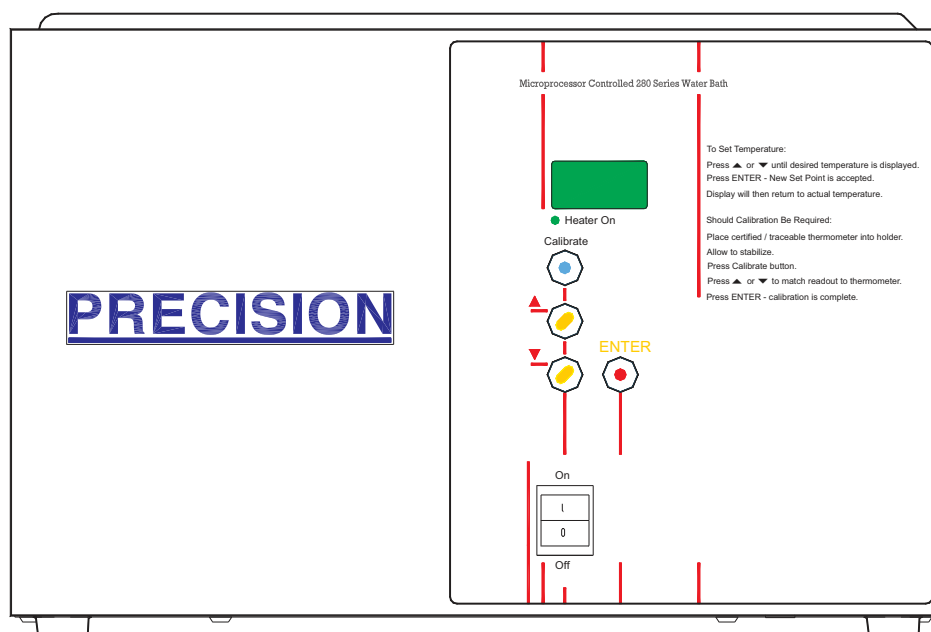 Microprocessor Controlled 280 Series Water Bath
To Set Temperature:
Press ▲ or ▼ until desired temperature is displayed.
Press ENTER - New Set Point is accepted.
Display will then return to actual temperature.
Should Calibration Be Required:
Place certified / traceable thermometer into holder.
Allow to stabilize.
Press Calibrate button.
Press ▲ or ▼ to match readout to thermometer.
Press ENTER - calibration is complete.
Heater On
Calibrate
PRECISION
ENTER
On
I
0
Off